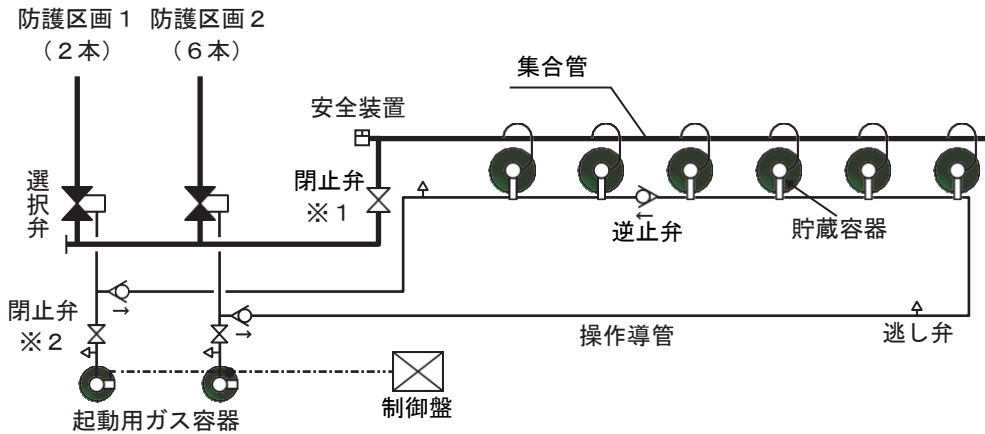 防護区画1 防護区画2
(2本) (6本)
集合管
安全装置
選択弁
閉止弁
※1
逆止弁
貯蔵容器
閉止弁
※2
操作導管
逃し弁
起動用ガス容器
制御盤